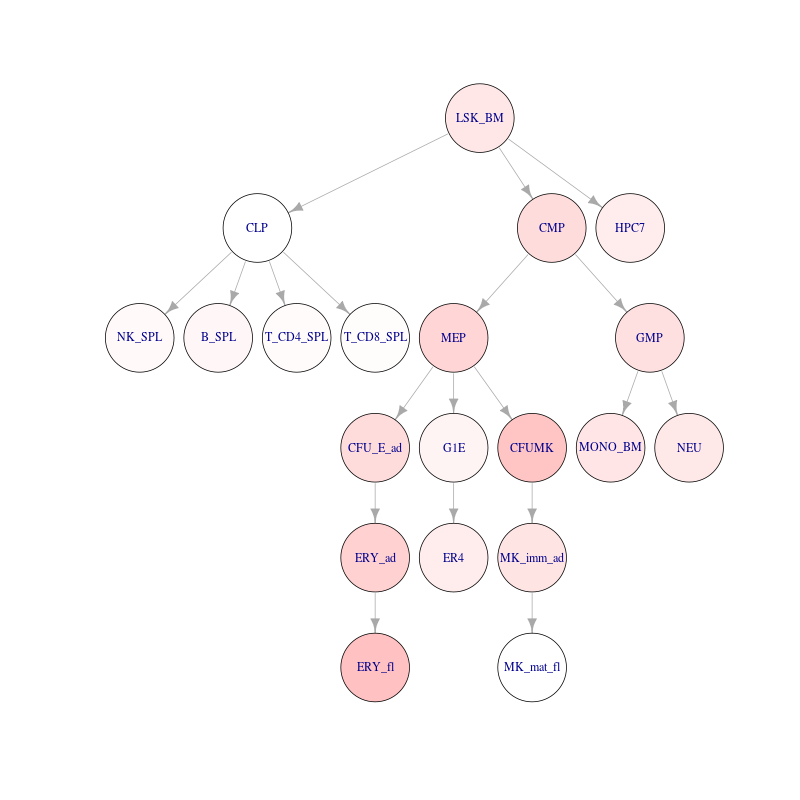 LSK_BM
CLP
CMP
HPC7
NK_SPL
B_SPL
T_CD4_SPL
T_CD8_SPL
MEP
GMP
CFU_E_ad
G1E
CFUMK
MONO_BM
NEU
ERY_ad
ER4
MK_imm_ad
ERY_fl
MK_mat_fl